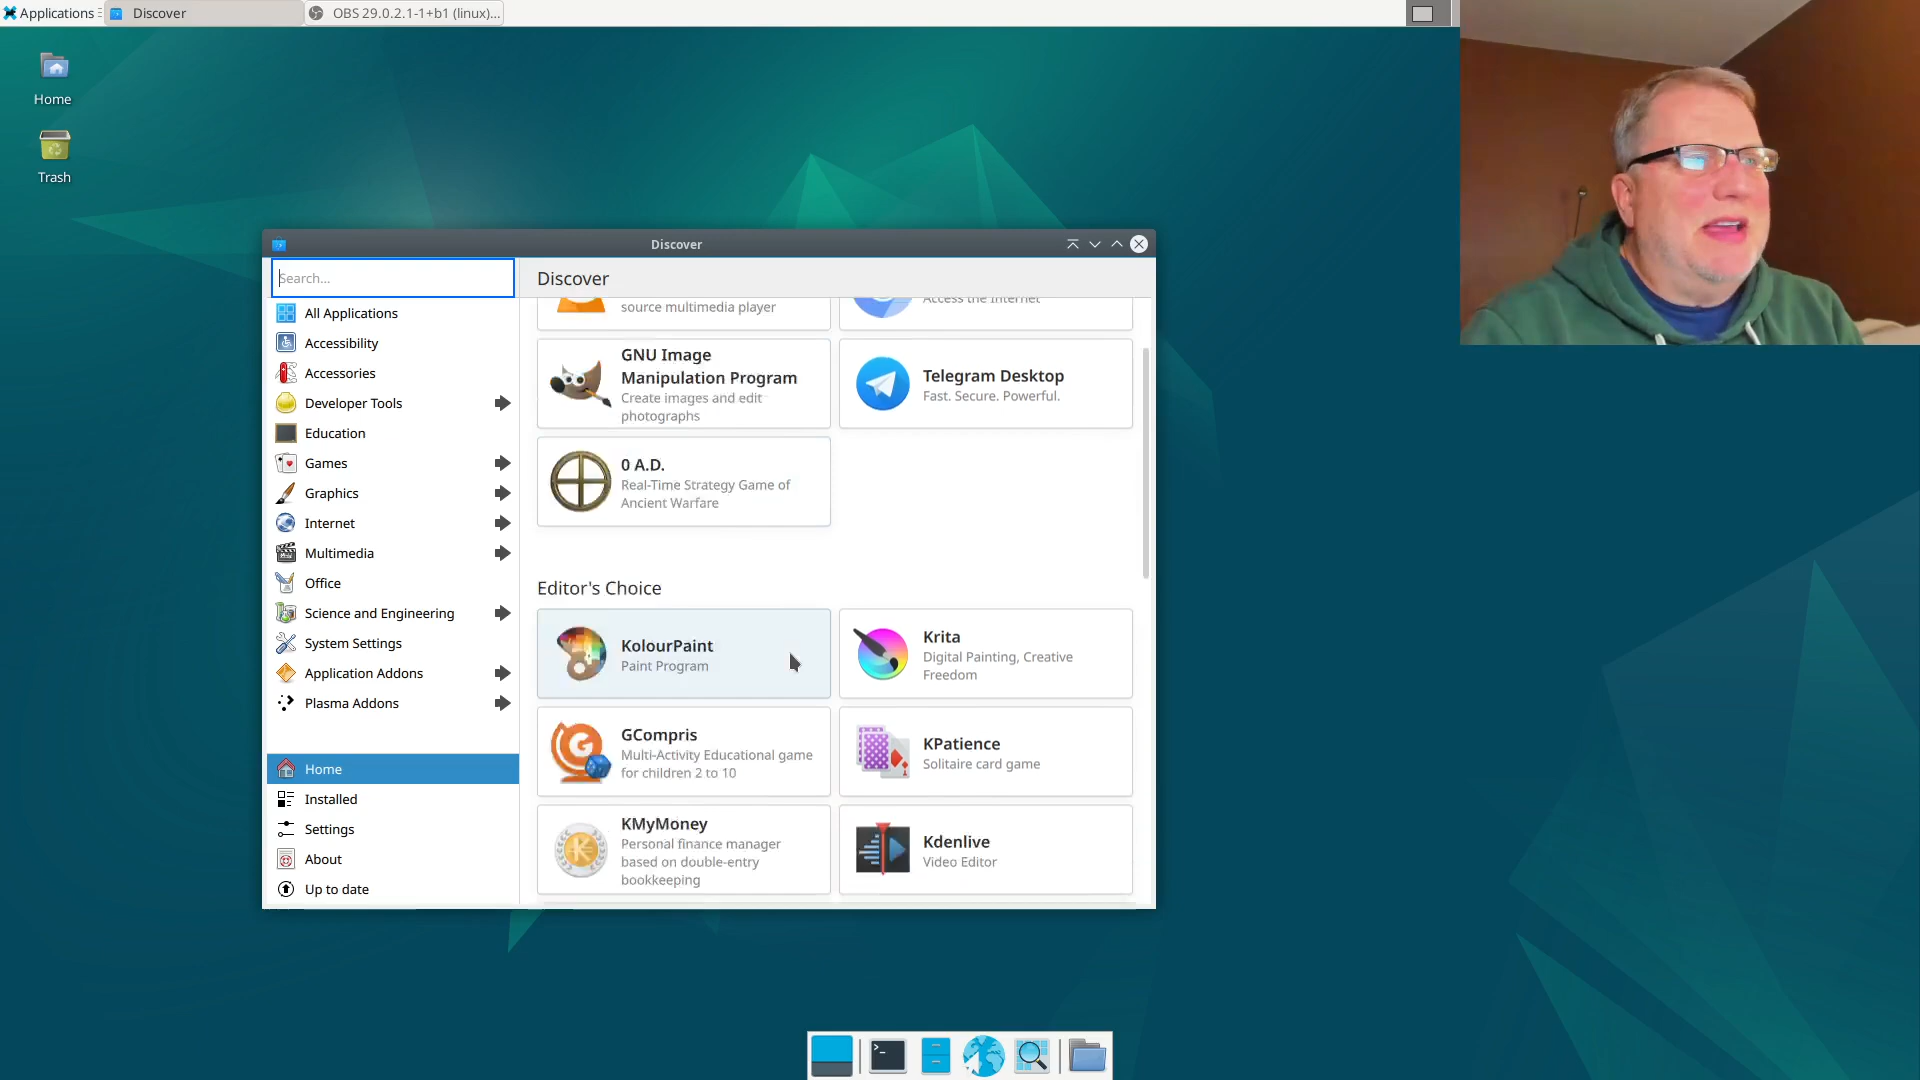 Applications
Discover
OBS 29.0.2.1-1+b1 (linux)...
Home
Trash
Discover
Search...
All Applications
Accessibility
Accessories
Developer Tools
Education
Games
Graphics
Internet
Multimedia
Office
Science and Engineering
System Settings
Application Addons
Plasma Addons
Home
Installed
Settings
About
Up to date
Discover
source multimedia player
Access the Internet
GNU Image
Manipulation Program
Create images and edit
photographs
Telegram Desktop
Fast. Secure. Powerful.
0 A.D.
Real-Time Strategy Game of
Ancient Warfare
Editor's Choice
KolourPaint
Paint Program
Krita
Digital Painting, Creative
Freedom
GCompris
Multi-Activity Educational game
for children 2 to 10
KPatience
Solitaire card game
KMyMoney
Personal finance manager
based on double-entry
bookkeeping
Kdenlive
Video Editor